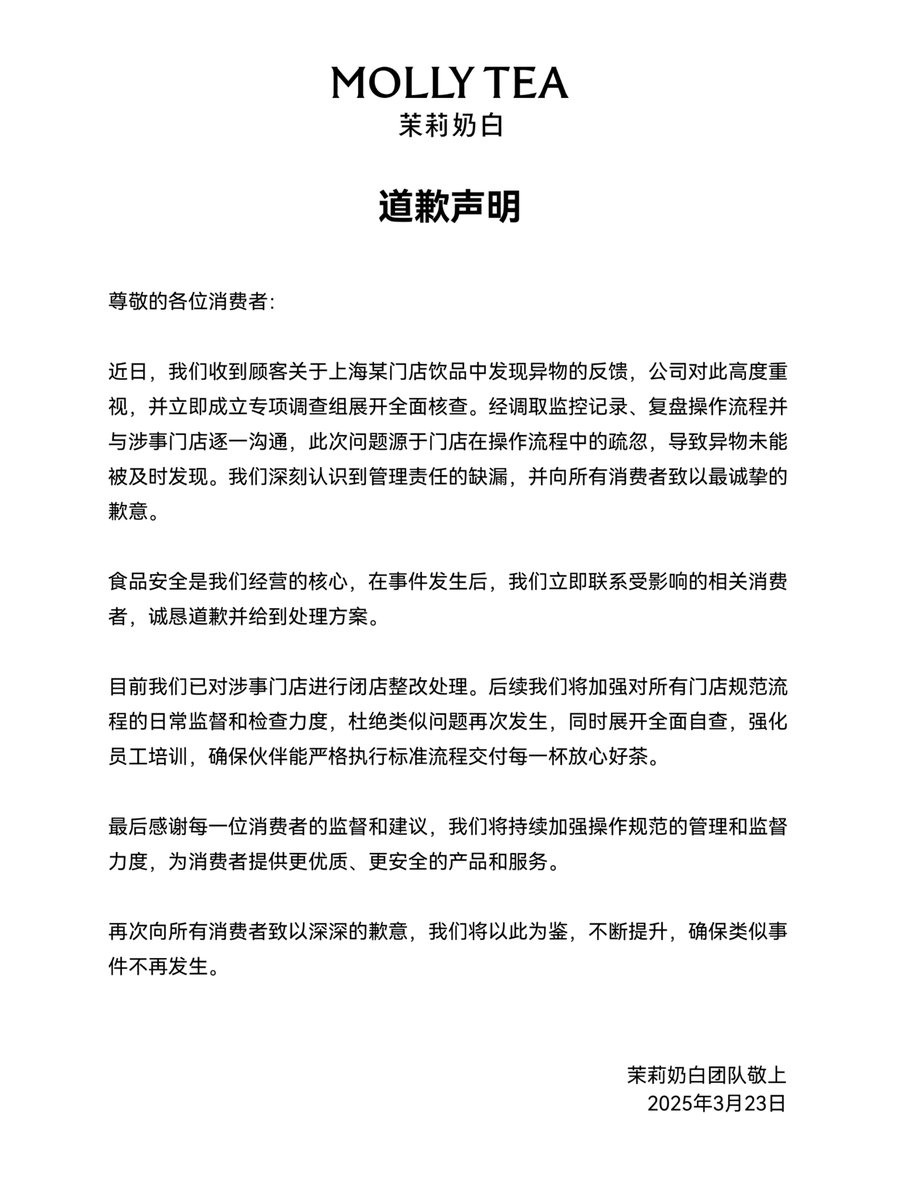 MOLLY TEA
茉莉奶白
道歉声明
尊敬的各位消费者：
近日，我们收到顾客关于上海某门店饮品中发现异物的反馈，公司对此高度重
视，并立即成立专项调查组展开全面核查。经调取监控记录、复盘操作流程并
与涉事门店逐一沟通，此次问题源于门店在操作流程中的疏忽，导致异物未能
被及时发现。我们深刻认识到管理责任的缺漏，并向所有消费者致以最诚挚的
歉意。
食品安全是我们经营的核心，在事件发生后，我们立即联系受影响的相关消费
者，诚恳道歉并给到处理方案。
目前我们已对涉事门店进行闭店整改处理。后续我们将加强对所有门店规范流
程的日常监督和检查力度，杜绝类似问题再次发生，同时展开全面自查，强化
员工培训，确保伙伴能严格执行标准流程交付每一杯放心好茶。
最后感谢每一位消费者的监督和建议，我们将持续加强操作规范的管理和监督
力度，为消费者提供更优质、更安全的产品和服务。
再次向所有消费者致以深深的歉意，我们将以此为鉴，不断提升，确保类似事
件不再发生。
茉莉奶白团队敬上
2025年3月23日